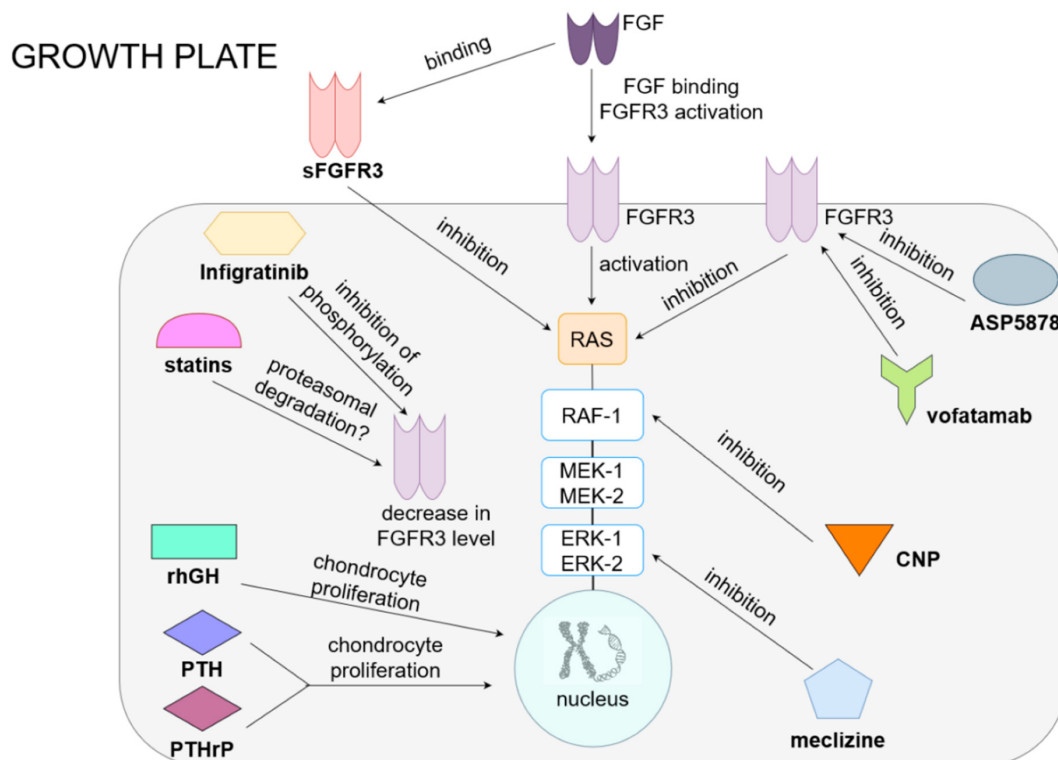 GROWTH PLATE
FGF
binding
FGF binding
FGFR3 activation
sFGFR3
FGFR3
FGFR3
inhibition
activation
inhibition
inhibition
ASP5878
inhibition
vofatamab
Infigratinib
inhibition of
phosphorylation
statins
proteasomal
degradation?
RAS
RAF-1
MEK-1
MEK-2
ERK-1
ERK-2
decrease in
FGFR3 level
inhibition
CNP
rhGH
chondrocyte
proliferation
PTH
chondrocyte
proliferation
PTHrP
nucleus
inhibition
meclizine